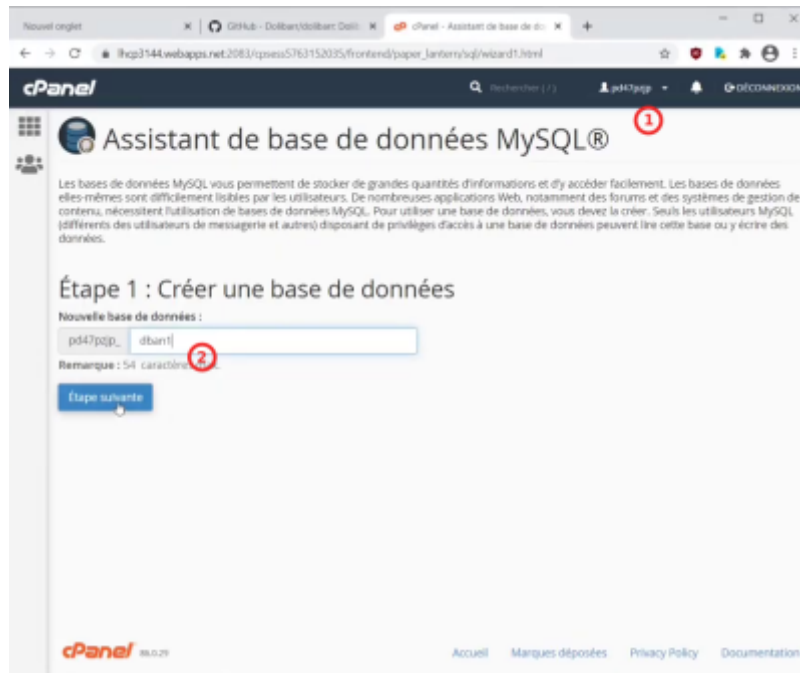 Nouvel onglet
GitHub - Dolibarr/dolibarr: Doli
cPanel - Assistant de base de do
lhcp3144.webapps.net:2083/cpsess5763152035/frontend/paper_lantern/sql/wizard1.html
cPanel
Rechercher ( / )
pd47pzjp
DÉCONNEXION
1
Assistant de base de données MySQL®
Les bases de données MySQL vous permettent de stocker de grandes quantités d'informations et d'y accéder facilement. Les bases de données
elles-mêmes sont difficilement lisibles par les utilisateurs. De nombreuses applications Web, notamment des forums et des systèmes de gestion de
contenu, nécessitent l'utilisation de bases de données MySQL. Pour utiliser une base de données, vous devez la créer. Seuls les utilisateurs MySQL
(différents des utilisateurs de messagerie et autres) disposant de privilèges d'accès à une base de données peuvent lire cette base ou y écrire des
données.
Étape 1 : Créer une base de données
Nouvelle base de données :
pd47pzjp_ dbant
2
Remarque : 54
Étape suivante
cPanel 86.0.29
Accueil
Marques déposées
Privacy Policy
Documentation